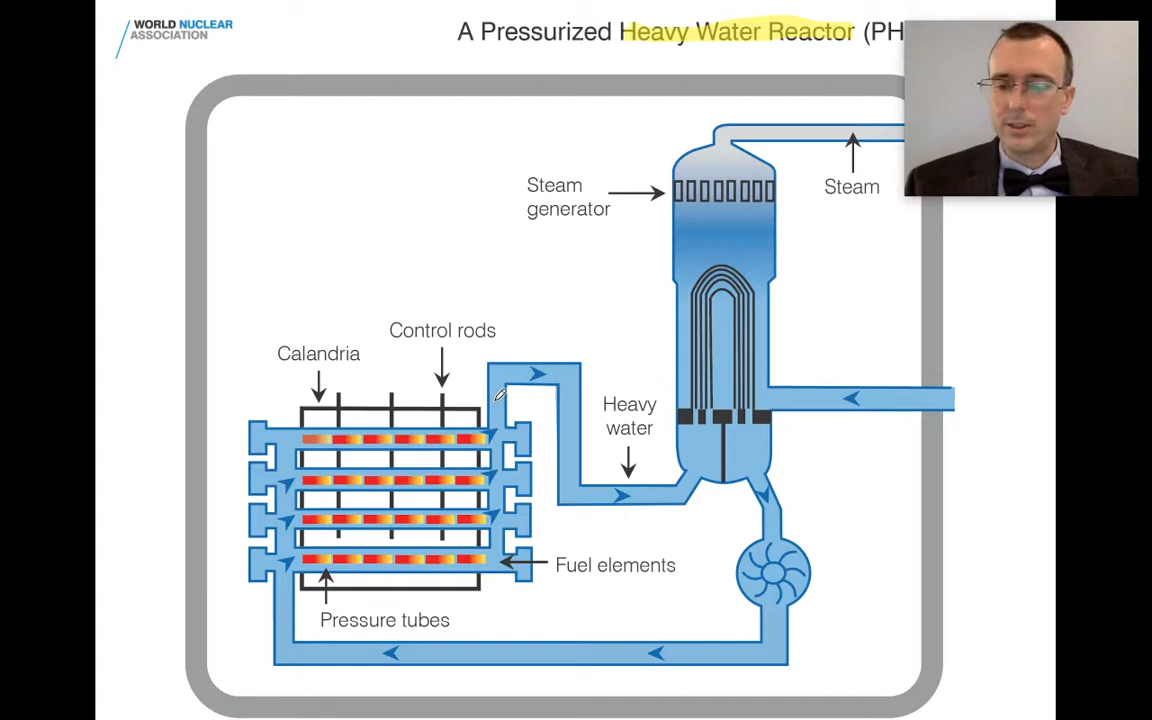 WORLD NUCLEAR
ASSOCIATION
A Pressurized Heavy Water Reactor (PH
Steam
generator
Steam
Control rods
Calandria
Heavy
water
Fuel elements
Pressure tubes